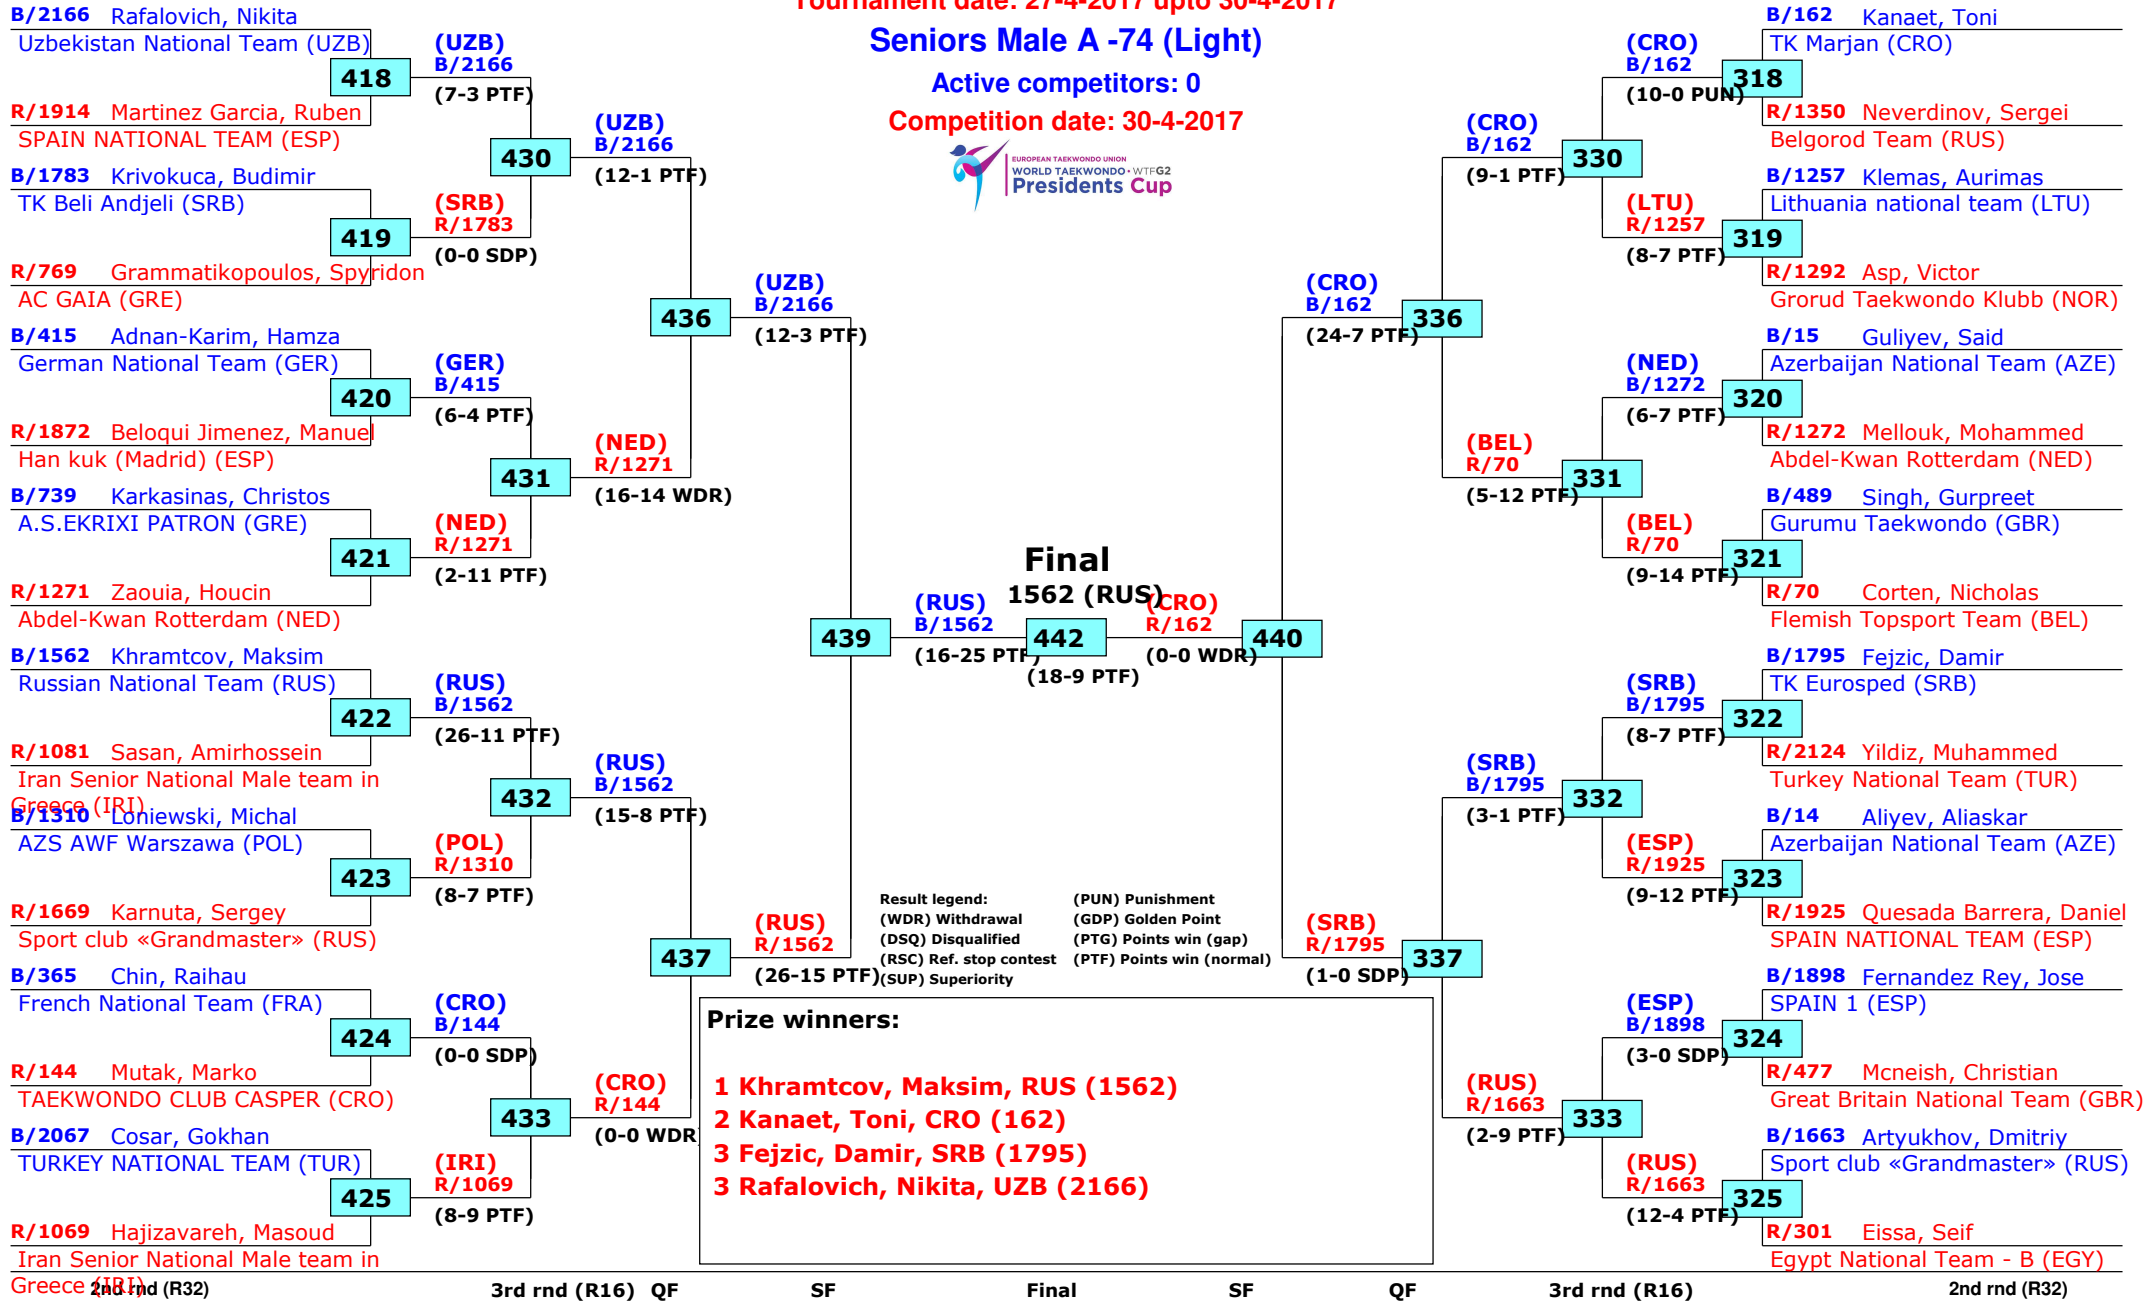 Tournament date: 27-4-2017 upto 30-4-2017
Seniors Male A -74 (Light)
Active competitors: 0
Competition date: 30-4-2017
EUROPEAN TAEKWONDO UNION
WORLD TAEKWONDO • WTF G2
Presidents Cup
B/2166 Rafalovich, Nikita
Uzbekistan National Team (UZB)
418
R/1914 Martinez Garcia, Ruben
SPAIN NATIONAL TEAM (ESP)
B/1783 Krivokuca, Budimir
TK Beli Andjeli (SRB)
419
R/769 Grammatikopoulos, Spyridon
AC GAIA (GRE)
B/415 Adnan-Karim, Hamza
German National Team (GER)
420
R/1872 Beloqui Jimenez, Manuel
Han kuk (Madrid) (ESP)
B/739 Karkasinas, Christos
A.S.EKRIXI PATRON (GRE)
421
R/1271 Zaouia, Houcin
Abdel-Kwan Rotterdam (NED)
B/1562 Khramtcov, Maksim
Russian National Team (RUS)
422
R/1081 Sasan, Amirhossein
Iran Senior National Male team in
Greece (IRI)
B/1310 Loniewski, Michal
AZS AWF Warszawa (POL)
423
R/1669 Karnuta, Sergey
Sport club «Grandmaster» (RUS)
B/365 Chin, Raihau
French National Team (FRA)
424
R/144 Mutak, Marko
TAEKWONDO CLUB CASPER (CRO)
B/2067 Cosar, Gokhan
TURKEY NATIONAL TEAM (TUR)
425
R/1069 Hajizavareh, Masoud
Iran Senior National Male team in
Greece (IRI)
(UZB)
B/2166
(7-3 PTF)
430
(SRB)
R/1783
(0-0 SDP)
(GER)
B/415
(6-4 PTF)
431
(NED)
R/1271
(2-11 PTF)
(RUS)
B/1562
(26-11 PTF)
432
(POL)
R/1310
(8-7 PTF)
(CRO)
B/144
(0-0 SDP)
433
(IRI)
R/1069
(8-9 PTF)
(UZB)
B/2166
(12-1 PTF)
436
(NED)
R/1271
(16-14 WDR)
(RUS)
B/1562
(15-8 PTF)
437
(CRO)
R/144
(0-0 WDR)
(UZB)
B/2166
(12-3 PTF)
439
(RUS)
R/1562
(26-15 PTF)
Final
1562 (RUS)
(RUS)
B/1562
(16-25 PTF)
442
(18-9 PTF)
(CRO)
R/162
(0-0 WDR)
440
(CRO)
B/162
(24-7 PTF)
336
(SRB)
R/1795
(1-0 SDP)
337
(CRO)
B/162
(9-1 PTF)
330
(BEL)
R/70
(5-12 PTF)
331
(SRB)
B/1795
(3-1 PTF)
332
(RUS)
R/1663
(2-9 PTF)
333
(CRO)
B/162
(10-0 PUN)
318
(LTU)
R/1257
(8-7 PTF)
319
(NED)
B/1272
(6-7 PTF)
320
(BEL)
R/70
(9-14 PTF)
321
(SRB)
B/1795
(8-7 PTF)
322
(ESP)
R/1925
(9-12 PTF)
323
(ESP)
B/1898
(3-0 SDP)
324
(RUS)
R/1663
(12-4 PTF)
325
B/162 Kanaet, Toni
TK Marjan (CRO)
R/1350 Neverdinov, Sergei
Belgorod Team (RUS)
B/1257 Klemas, Aurimas
Lithuania national team (LTU)
R/1292 Asp, Victor
Grorud Taekwondo Klubb (NOR)
B/15 Guliyev, Said
Azerbaijan National Team (AZE)
R/1272 Mellouk, Mohammed
Abdel-Kwan Rotterdam (NED)
B/489 Singh, Gurpreet
Gurumu Taekwondo (GBR)
R/70 Corten, Nicholas
Flemish Topsport Team (BEL)
B/1795 Fejzic, Damir
TK Eurosped (SRB)
R/2124 Yildiz, Muhammed
Turkey National Team (TUR)
B/14 Aliyev, Aliaskar
Azerbaijan National Team (AZE)
R/1925 Quesada Barrera, Daniel
SPAIN NATIONAL TEAM (ESP)
B/1898 Fernandez Rey, Jose
SPAIN 1 (ESP)
R/477 Mcneish, Christian
Great Britain National Team (GBR)
B/1663 Artyukhov, Dmitriy
Sport club «Grandmaster» (RUS)
R/301 Eissa, Seif
Egypt National Team - B (EGY)
Result legend:
(WDR) Withdrawal
(DSQ) Disqualified
(RSC) Ref. stop contest
(SUP) Superiority
(PUN) Punishment
(GDP) Golden Point
(PTG) Points win (gap)
(PTF) Points win (normal)
Prize winners:
1 Khramtcov, Maksim, RUS (1562)
2 Kanaet, Toni, CRO (162)
3 Fejzic, Damir, SRB (1795)
3 Rafalovich, Nikita, UZB (2166)
2nd rnd (R32) 3rd rnd (R16) QF SF Final SF QF 3rd rnd (R16) 2nd rnd (R32)